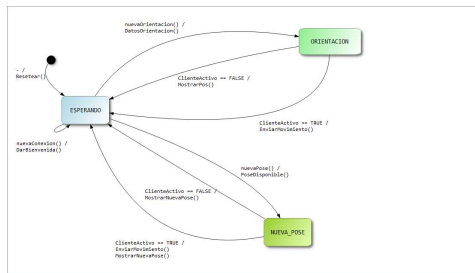 nuevaOrientacion() /
DatosOrientacion()
ORIENTACION
ClienteActivo == FALSE /
MostrarPos()
- /
Resetear()
ESPERANDO
ClienteActivo == TRUE /
EnviarMovimiento()
nuevaConexion() /
DarBienvenida()
nuevaPose() /
PoseDisponible()
ClienteActivo == FALSE /
MostrarNuevaPose()
NUEVA_POSE
ClienteActivo == TRUE /
EnviarMovimiento()
MostrarNuevaPose()